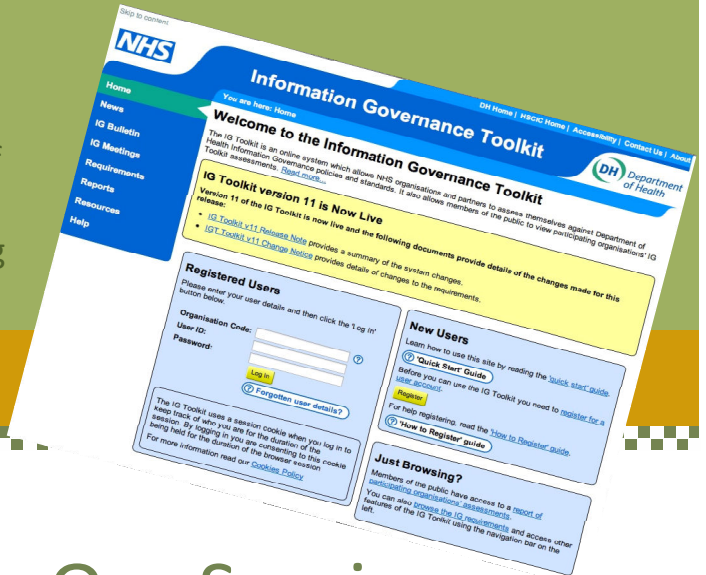 Skip to content
NHS
Information Governance Toolkit
DH Home | HSCIC Home | Accessibility | Contact Us | About
You are here: Home
DH Department
of Health
Home
News
IG Bulletin
IG Meetings
Requirements
Reports
Resources
Help
Welcome to the Information Governance Toolkit
The IG Toolkit is an online system which allows NHS organisations and partners to assess themselves against Department of
Health Information Governance policies and standards. It also allows members of the public to view participating organisations' IG
Toolkit assessments. Read more...
IG Toolkit version 11 is Now Live
Version 11 of the IG Toolkit is now live and the following documents provide details of the changes made for this
release:
• IG Toolkit v11 Release Note provides a summary of the system changes.
• IGT Toolkit v11 Change Notice provides details of changes to the requirements.
Registered Users
Please enter your user details and then click the 'Log in'
button below.
Organisation Code:
User ID:
Password:
Log In
Forgotten user details?
The IG Toolkit uses a session cookie when you log in to
keep track of who you are for the duration of the
session. By logging in you are consenting to this cookie
being held for the duration of the browser session
For more information read our Cookies Policy
New Users
Learn how to use this site by reading the 'quick start' guide.
'Quick Start' Guide
Before you can use the IG Toolkit you need to register for a
user account.
Register
For help registering, read the 'How to Register' guide.
'How to Register' guide
Just Browsing?
Members of the public have access to a report of
participating organisations' assessments.
You can also browse the IG requirements and access other
features of the IG Toolkit using the navigation bar on the
left.